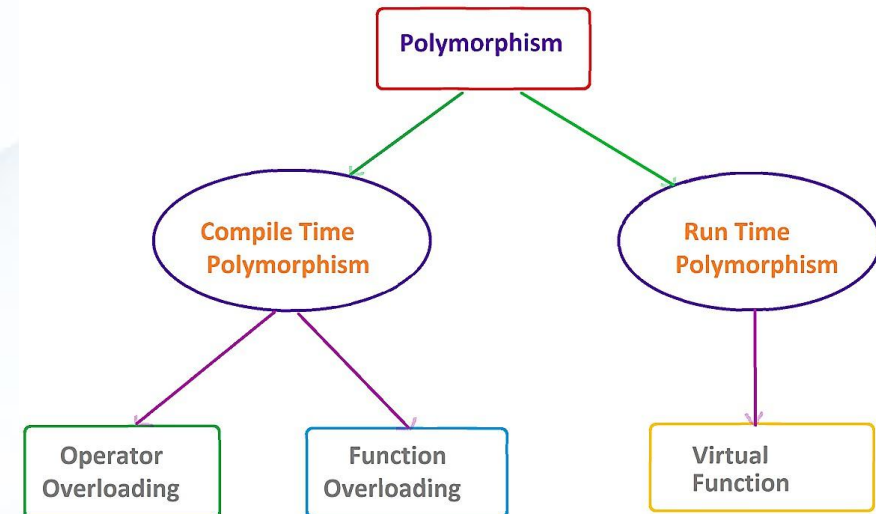 Polymorphism
Compile Time
Polymorphism
Run Time
Polymorphism
Operator
Overloading
Function
Overloading
Virtual
Function